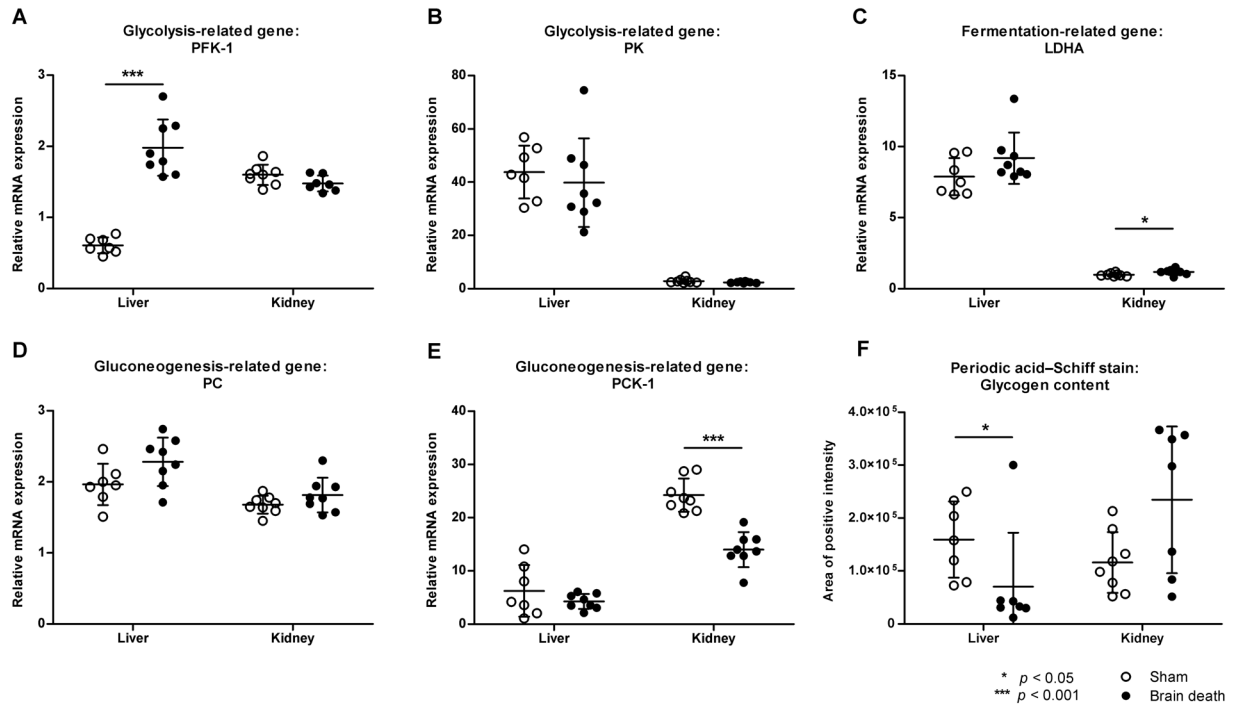 A
Glycolysis-related gene:
PFK-1
Relative mRNA expression
3
2
1
0
***
Liver
Kidney
B
Glycolysis-related gene:
PK
Relative mRNA expression
80
60
40
20
0
Liver
Kidney
C
Fermentation-related gene:
LDHA
Relative mRNA expression
15
10
5
0
*
Liver
Kidney
D
Gluconeogenesis-related gene:
PC
Relative mRNA expression
3
2
1
0
Liver
Kidney
E
Gluconeogenesis-related gene:
PCK-1
Relative mRNA expression
40
30
20
10
0
***
Liver
Kidney
F
Periodic acid–Schiff stain:
Glycogen content
Area of positive intensity
4.0×10⁵
3.0×10⁵
2.0×10⁵
1.0×10⁵
0
*
Liver
Kidney
* p < 0.05
*** p < 0.001
Sham
Brain death